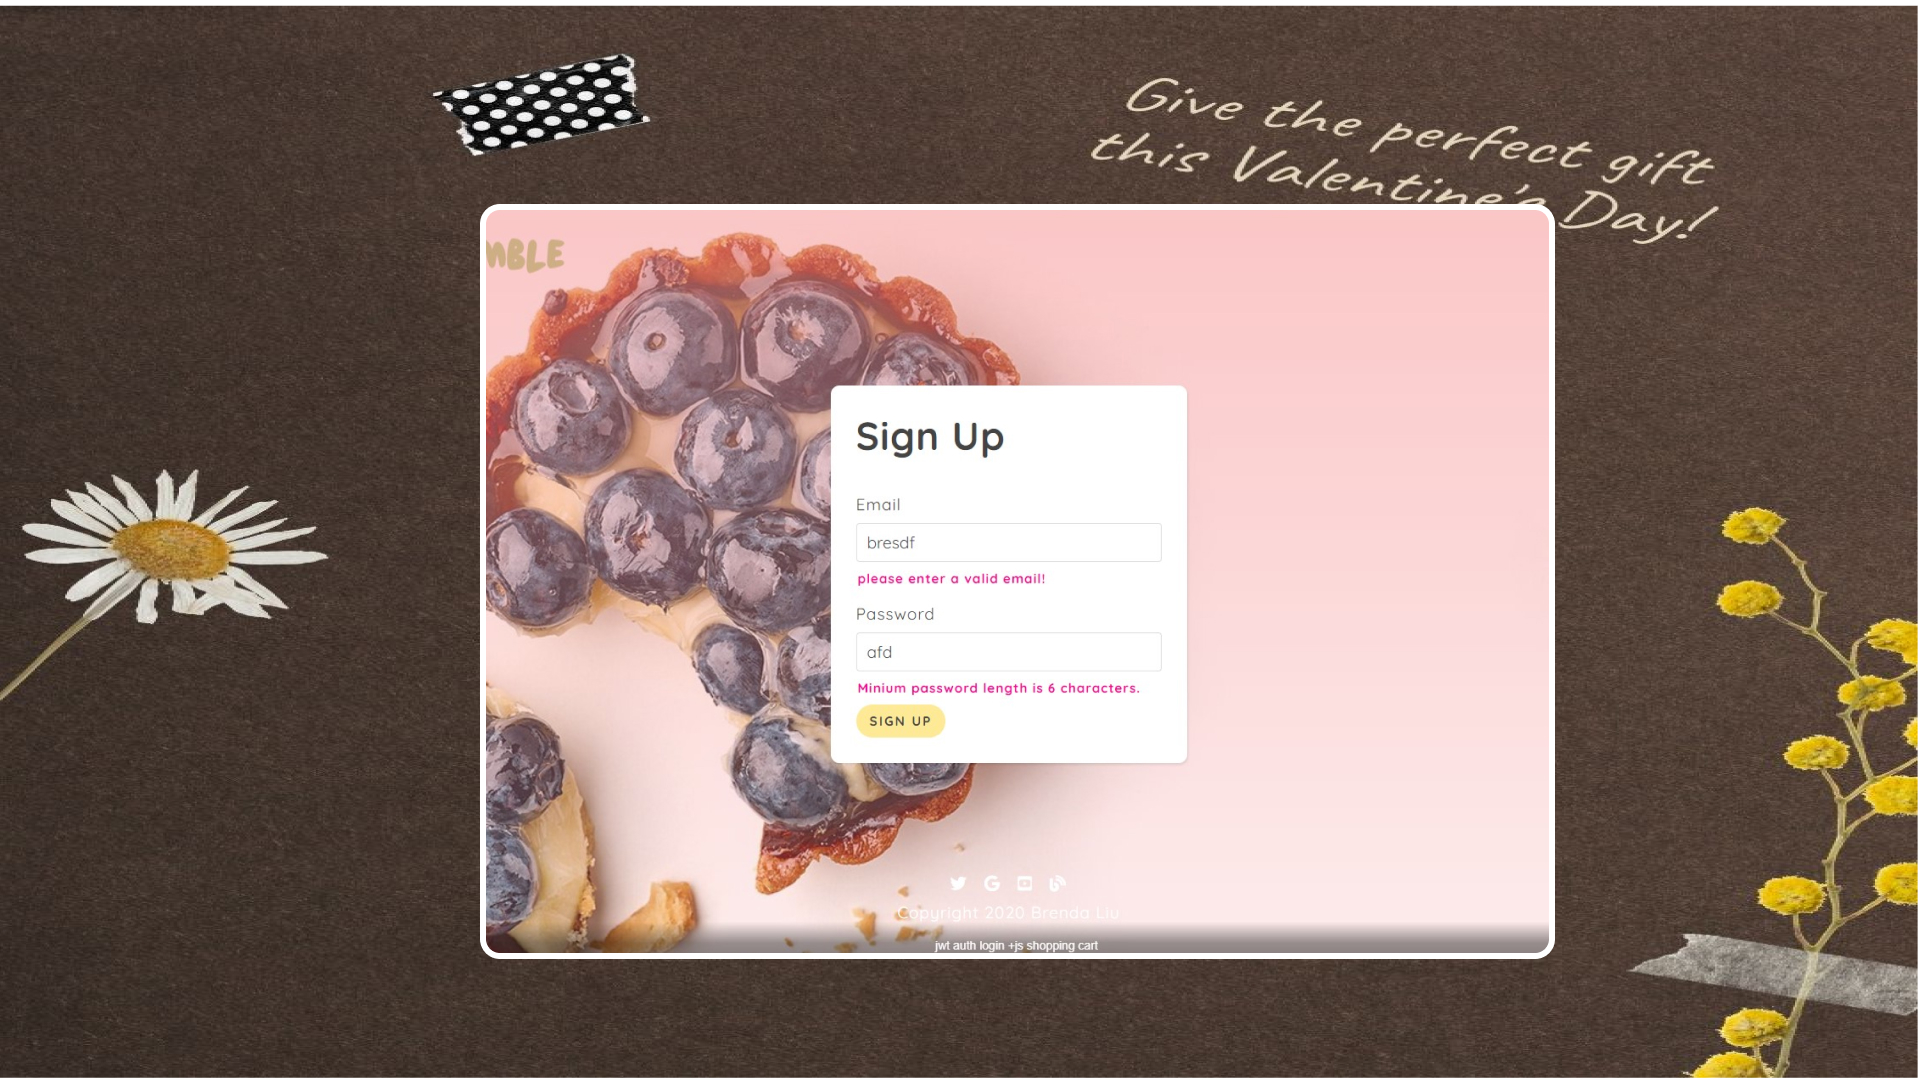 Give the perfect gift
this Valentine's Day!
MBLE
Sign Up
Email
bresdf
please enter a valid email!
Password
afd
Minium password length is 6 characters.
SIGN UP
Copyright 2020 Brenda Liu
jwt auth login +js shopping cart